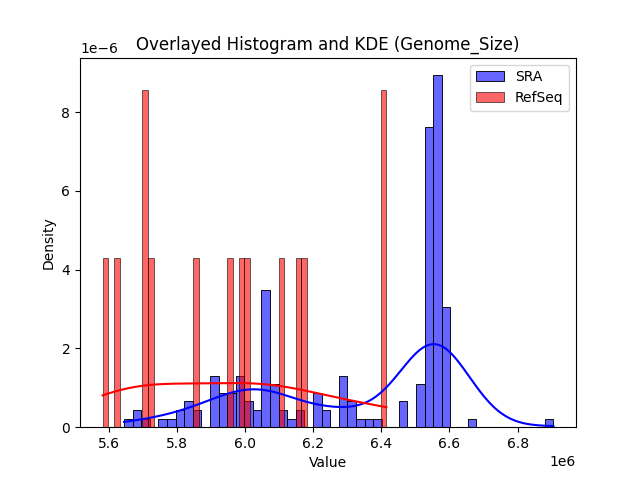 Overlayed Histogram and KDE (Genome_Size)
1e−6
SRA
RefSeq
8
6
4
2
0
Density
5.6 5.8 6.0 6.2 6.4 6.6 6.8
1e6
Value